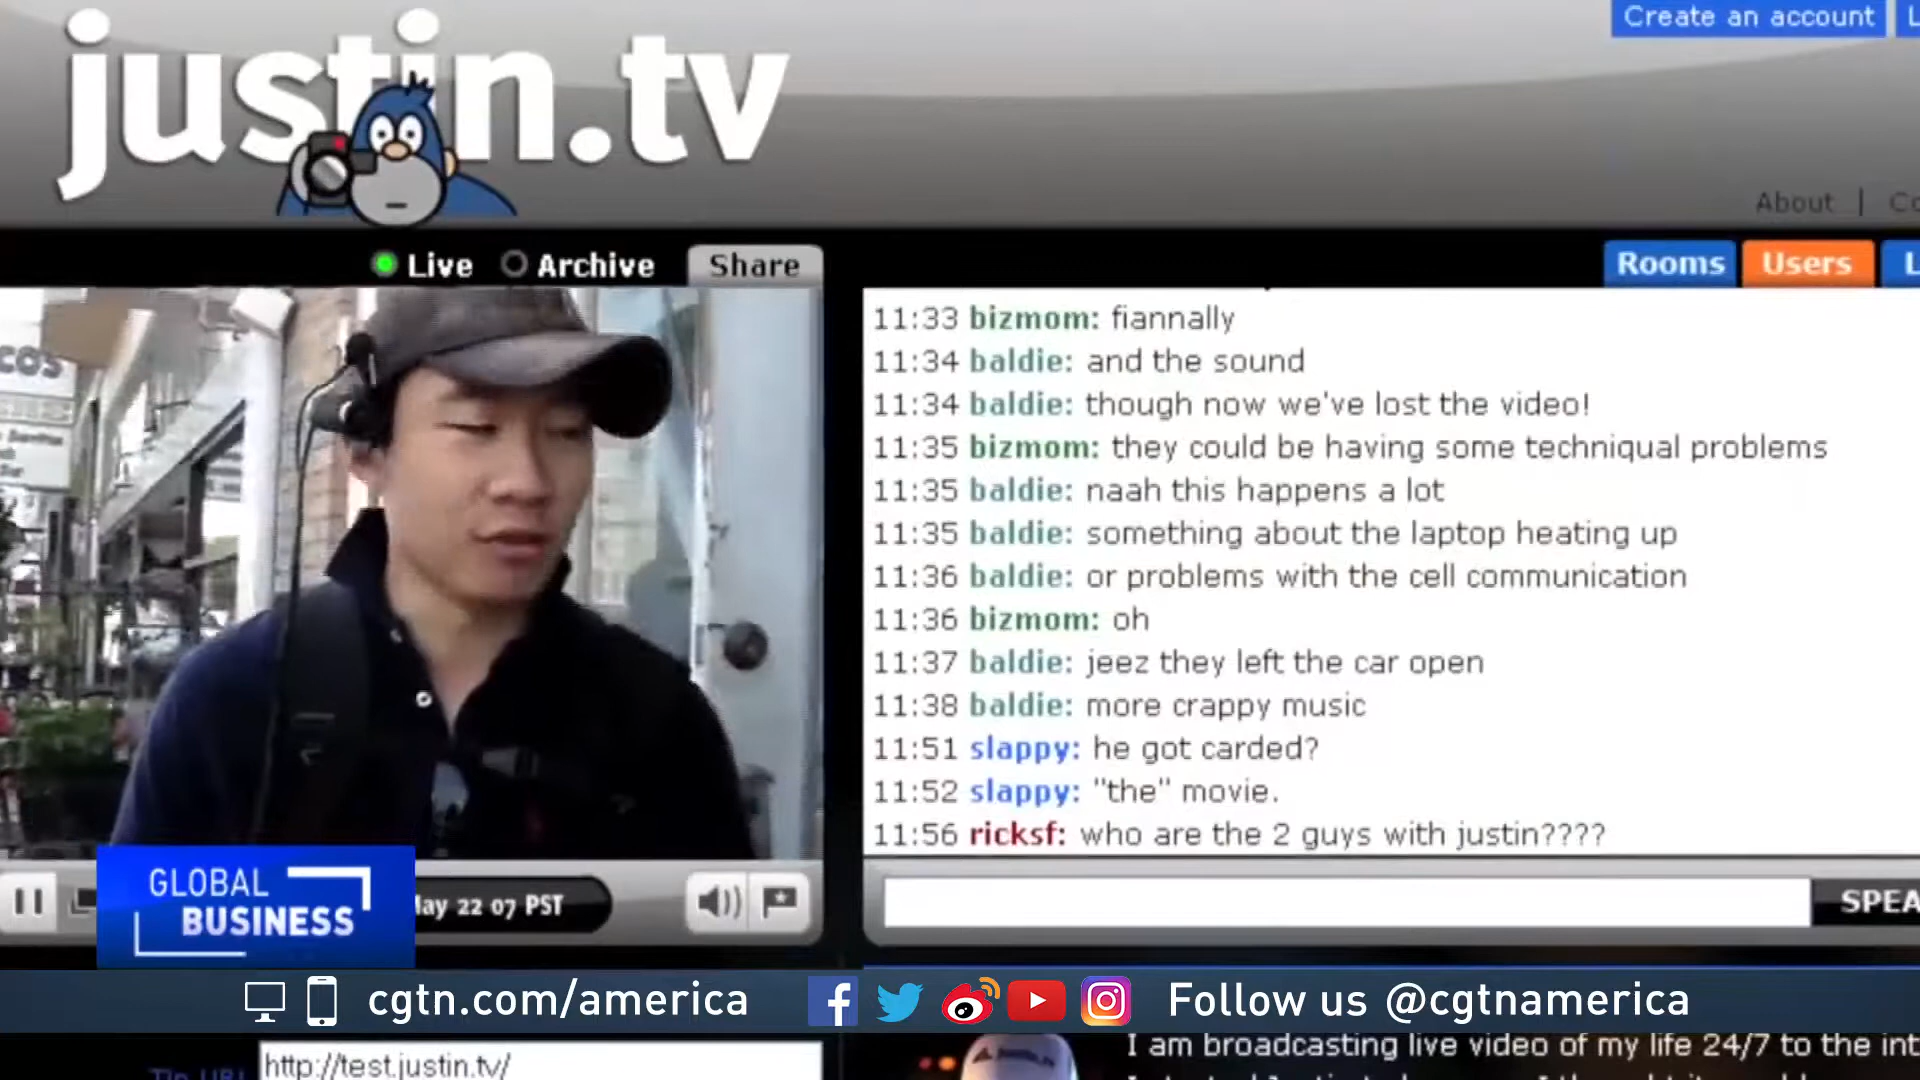 justin.tv
Create an account
About | Co
Live Archive Share
Rooms Users
COS
11:33 bizmom: fiannally
11:34 baldie: and the sound
11:34 baldie: though now we've lost the video!
11:35 bizmom: they could be having some techniqual problems
11:35 baldie: naah this happens a lot
11:35 baldie: something about the laptop heating up
11:36 baldie: or problems with the cell communication
11:36 bizmom: oh
11:37 baldie: jeez they left the car open
11:38 baldie: more crappy music
11:51 slappy: he got carded?
11:52 slappy: "the" movie.
11:56 ricksf: who are the 2 guys with justin????
GLOBAL
BUSINESS
May 22 07 PST
SPEA
cgtn.com/america Follow us @cgtnamerica
I am broadcasting live video of my life 24/7 to the int
http://test.justin.tv/